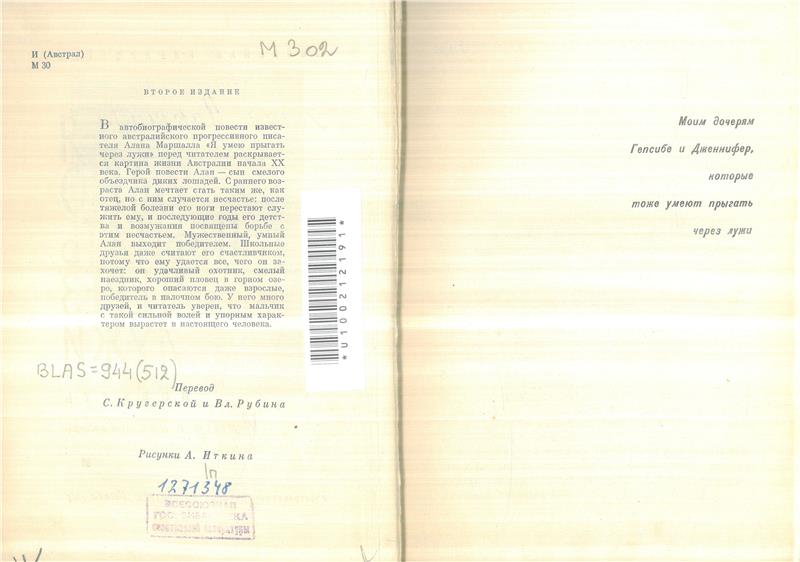 И (Австрал)
М 30
М 302
ВТОРОЕ ИЗДАНИЕ
В автобиографической повести извест-
ного австралийского прогрессивного писа-
теля Алана Маршалла «Я умею прыгать
через лужи» перед читателем раскрывает-
ся картина жизни Австралии начала XX
века. Герой повести Алан — сын смелого
объездчика диких лошадей. С раннего воз-
раста Алан мечтает стать таким же, как
отец, но с ним случается несчастье: после
тяжелой болезни его ноги перестают слу-
жить ему, и последующие годы его детст-
ва и возмужания посвящены борьбе с
этим несчастьем. Мужественный, умный
Алан выходит победителем. Школьные
друзья даже считают его счастливчиком,
потому что ему удается все, чего он за-
хочет: он удачливый охотник, смелый
наездник, хороший пловец в горном озе-
ре, которого опасаются даже взрослые,
победитель в палочном бою. У него много
друзей, и читатель уверен, что мальчик
с такой сильной волей и упорным харак-
тером вырастет в настоящего человека.
*U1002121191*
BLAS=944(512)
Перевод
С. Кругерской и Вл. Рубина
Рисунки А. Иткина
1п
1271348
ВСЕСОЮЗНАЯ
ГОС. БИБЛИОТЕКА
Моим дочерям
Гепсибе и Дженнифер,
которые
тоже умеют прыгать
через лужи